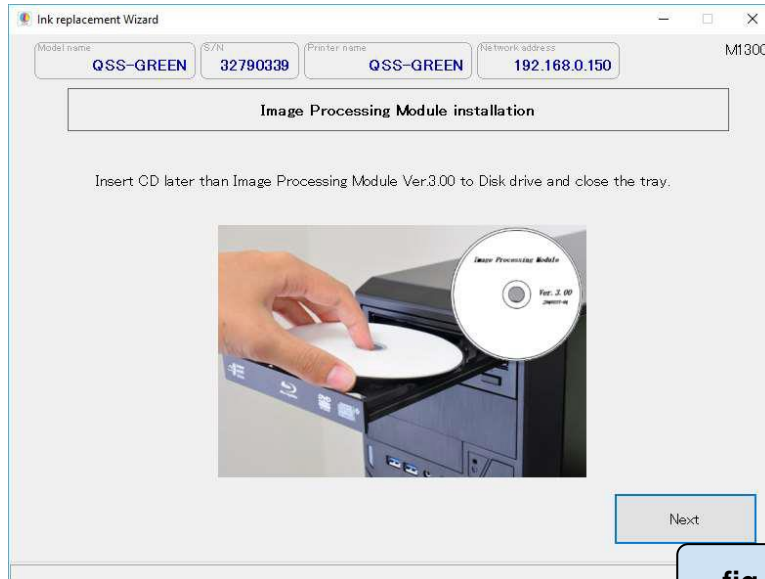 Ink replacement Wizard
Model name QSS-GREEN S/N 32790339 Printer name QSS-GREEN Network address 192.168.0.150 M1300
Image Processing Module installation
Insert CD later than Image Processing Module Ver.3.00 to Disk drive and close the tray.
Image Processing Module
Ver. 3.00
Next
fig